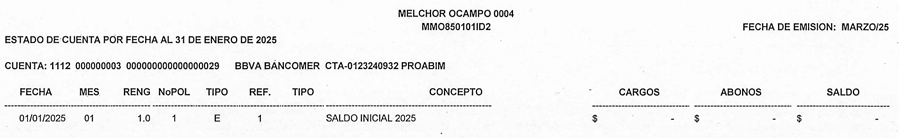 MELCHOR OCAMPO 0004
MMO850101ID2
FECHA DE EMISION: MARZO/25
ESTADO DE CUENTA POR FECHA AL 31 DE ENERO DE 2025
CUENTA: 1112 000000003 000000000000000029 BBVA BANCOMER CTA-0123240932 PROABIM
FECHA MES RENG NoPOL TIPO REF. TIPO CONCEPTO CARGOS ABONOS SALDO
01/01/2025 01 1.0 1 E 1 SALDO INICIAL 2025 $ - $ - $ -